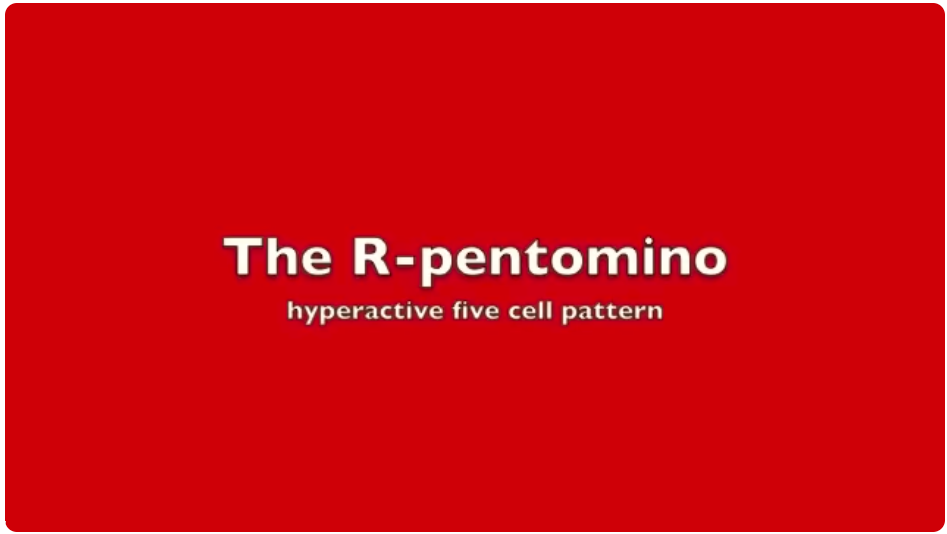 The R-pentomino
hyperactive five cell pattern